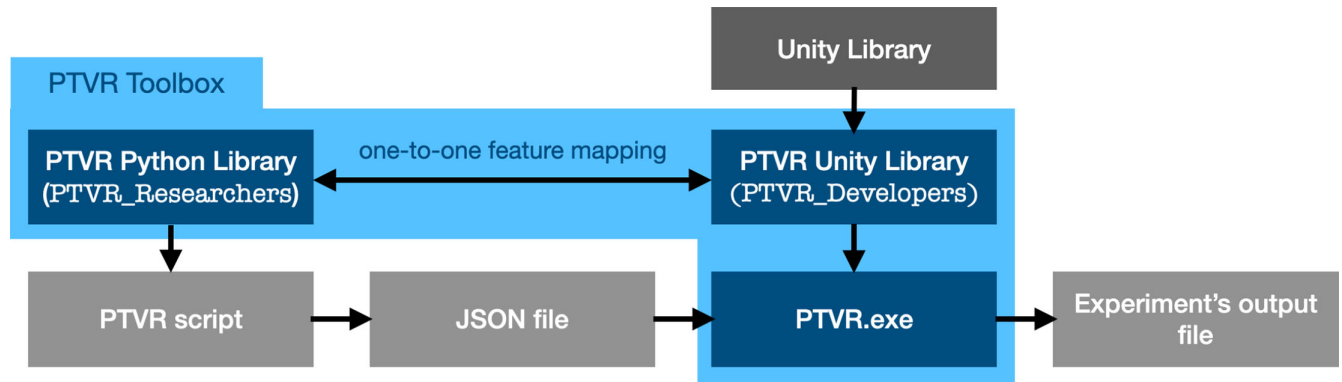 Unity Library
PTVR Toolbox
PTVR Python Library
(PTVR_Researchers)
one-to-one feature mapping
PTVR Unity Library
(PTVR_Developers)
PTVR script
JSON file
PTVR.exe
Experiment's output
file